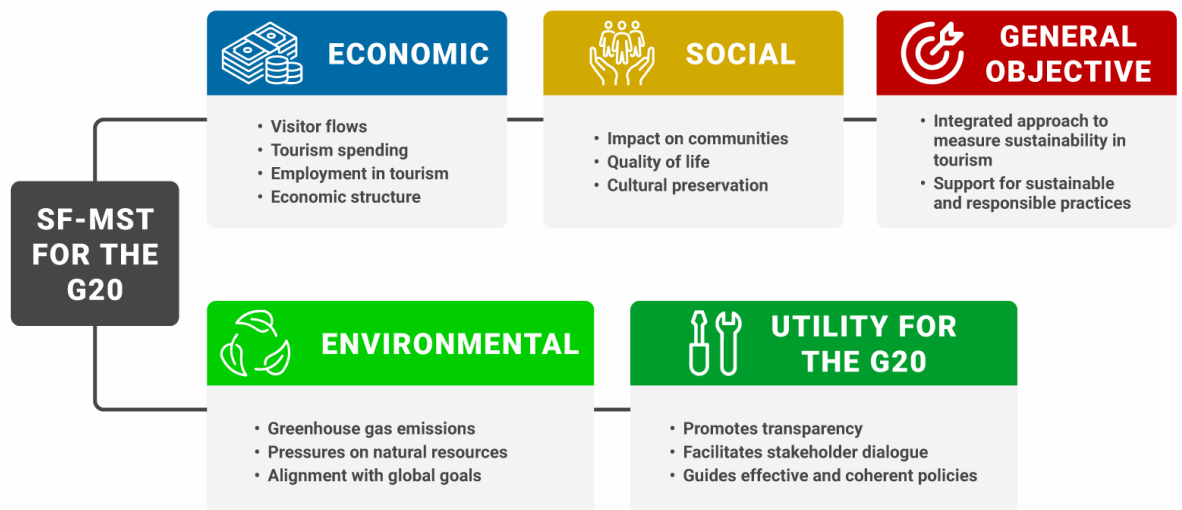 SF-MST
FOR THE
G20
ECONOMIC
• Visitor flows
• Tourism spending
• Employment in tourism
• Economic structure
SOCIAL
• Impact on communities
• Quality of life
• Cultural preservation
GENERAL
OBJECTIVE
• Integrated approach to
measure sustainability in
tourism
• Support for sustainable
and responsible practices
ENVIRONMENTAL
• Greenhouse gas emissions
• Pressures on natural resources
• Alignment with global goals
UTILITY FOR
THE G20
• Promotes transparency
• Facilitates stakeholder dialogue
• Guides effective and coherent policies